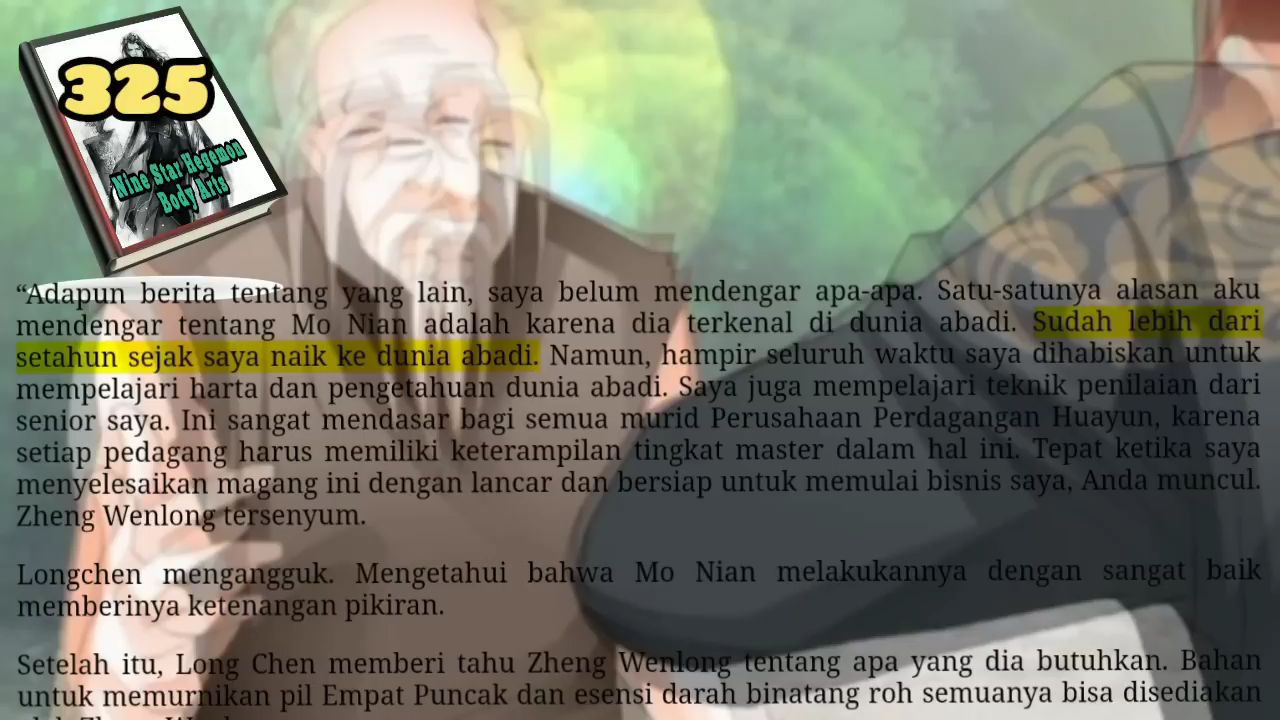 325
Nine Star Hegemon
Body Arts
“Adapun berita tentang yang lain, saya belum mendengar apa-apa. Satu-satunya alasan aku
mendengar tentang Mo Nian adalah karena dia terkenal di dunia abadi. Sudah lebih dari
setahun sejak saya naik ke dunia abadi. Namun, hampir seluruh waktu saya dihabiskan untuk
mempelajari harta dan pengetahuan dunia abadi. Saya juga mempelajari teknik penilaian dari
senior saya. Ini sangat mendasar bagi semua murid Perusahaan Perdagangan Huayun, karena
setiap pedagang harus memiliki keterampilan tingkat master dalam hal ini. Tepat ketika saya
menyelesaikan magang ini dengan lancar dan bersiap untuk memulai bisnis saya, Anda muncul.
Zheng Wenlong tersenyum.
Longchen mengangguk. Mengetahui bahwa Mo Nian melakukannya dengan sangat baik
memberinya ketenangan pikiran.
Setelah itu, Long Chen memberi tahu Zheng Wenlong tentang apa yang dia butuhkan. Bahan
untuk memurnikan pil Empat Puncak dan esensi darah binatang roh semuanya bisa disediakan